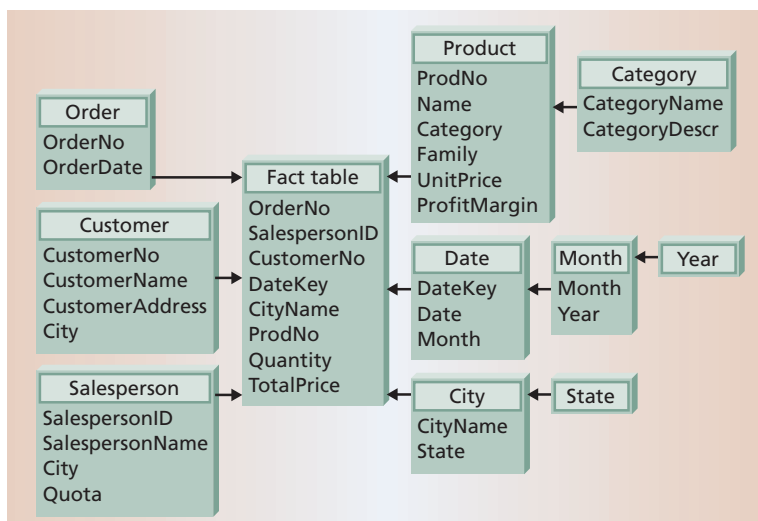 Order
OrderNo
OrderDate
Customer
CustomerNo
CustomerName
CustomerAddress
City
Salesperson
SalespersonID
SalespersonName
City
Quota
Fact table
OrderNo
SalespersonID
CustomerNo
DateKey
CityName
ProdNo
Quantity
TotalPrice
Product
ProdNo
Name
Category
Family
UnitPrice
ProfitMargin
Category
CategoryName
CategoryDescr
Date
DateKey
Date
Month
Month
Month
Year
Year
City
CityName
State
State